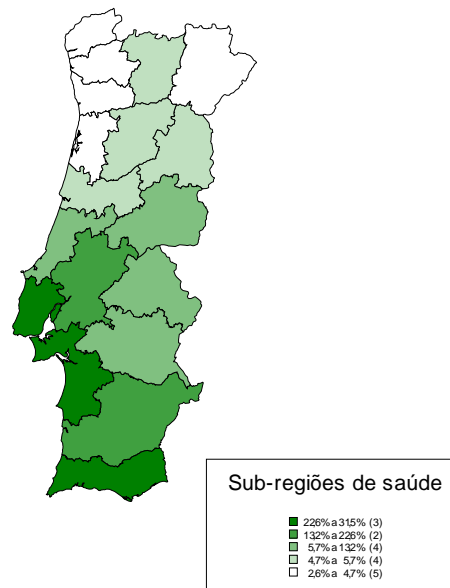 Sub-regiões de saúde
22,6% a 31,5% (3)
13,2% a 22,6% (2)
5,7% a 13,2% (4)
4,7% a 5,7% (4)
2,6% a 4,7% (5)